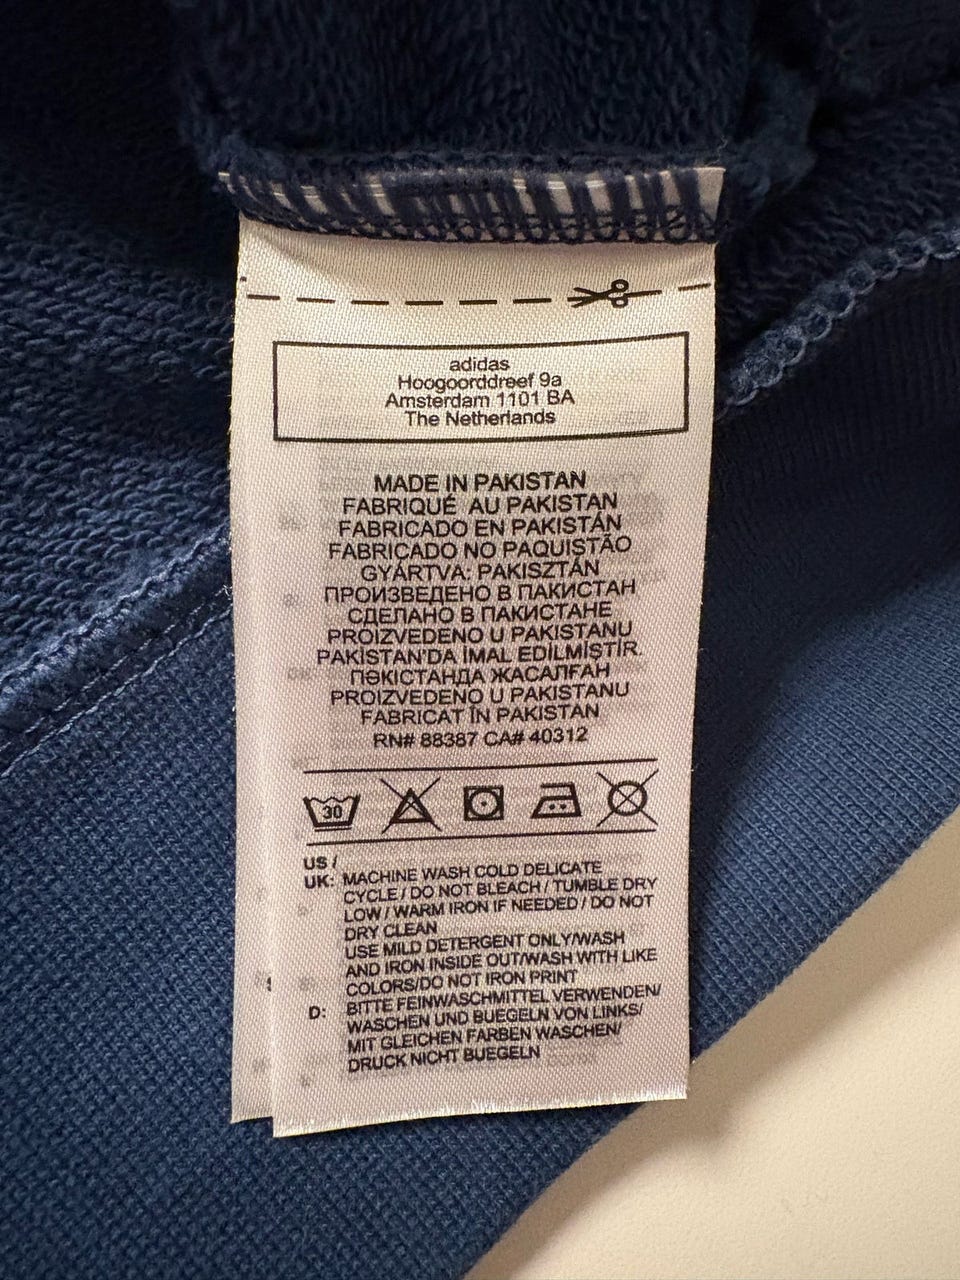 adidas
Hoogoorddreef 9a
Amsterdam 1101 BA
The Netherlands
MADE IN PAKISTAN
FABRIQUÉ AU PAKISTAN
FABRICADO EN PAKISTÁN
FABRICADO NO PAQUISTÃO
GYÁRTVA: PAKISZTÁN
ПРОИЗВЕДЕНО В ПАКИСТАН
СДЕЛАНО В ПАКИСТАНЕ
PROIZVEDENO U PAKISTANU
PAKİSTAN'DA İMAL EDİLMİŞTİR.
ПӘКІСТАНДА ЖАСАЛҒАН
PROIZVEDENO U PAKISTANU
FABRICAT ÎN PAKISTAN
RN# 88387 CA# 40312
30
US /
UK: MACHINE WASH COLD DELICATE
CYCLE / DO NOT BLEACH / TUMBLE DRY
LOW / WARM IRON IF NEEDED / DO NOT
DRY CLEAN
USE MILD DETERGENT ONLY/WASH
AND IRON INSIDE OUT/WASH WITH LIKE
COLORS/DO NOT IRON PRINT
D: BITTE FEINWASCHMITTEL VERWENDEN/
WASCHEN UND BUEGELN VON LINKS/
MIT GLEICHEN FARBEN WASCHEN/
DRUCK NICHT BUEGELN